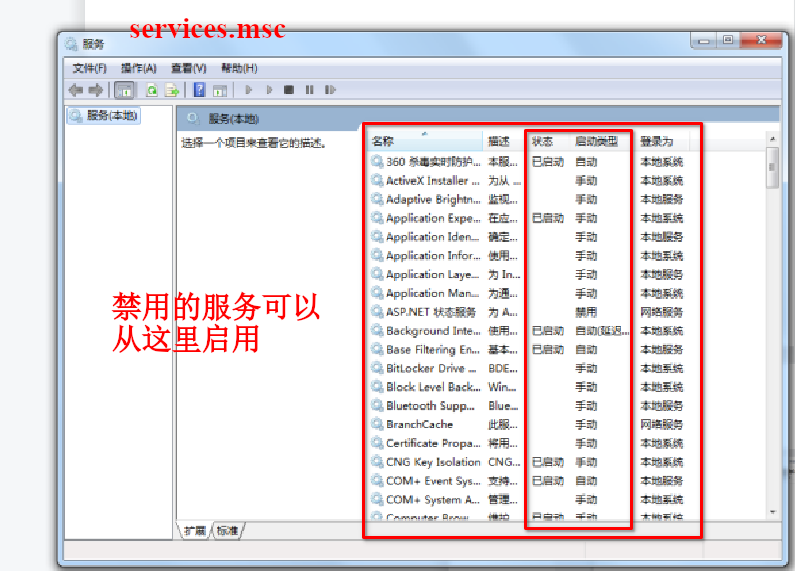 services.msc
服务
文件(F) 操作(A) 查看(V) 帮助(H)
服务(本地)
服务(本地)
选择一个项目来查看它的描述。
名称 描述 状态 启动类型 登录为
360 杀毒实时防护... 本服... 已启动 自动 本地系统
ActiveX Installer ... 为从 ... 手动 本地系统
Adaptive Brightn... 监视... 手动 本地服务
Application Expe... 在应... 已启动 手动 本地系统
Application Iden... 确定... 手动 本地服务
Application Infor... 使用... 手动 本地系统
Application Laye... 为 In... 手动 本地服务
Application Man... 为通... 手动 本地系统
ASP.NET 状态服务 为 A... 禁用 网络服务
Background Inte... 使用... 已启动 自动(延迟... 本地系统
Base Filtering En... 基本... 已启动 自动 本地服务
BitLocker Drive ... BDE... 手动 本地系统
Block Level Back... Win... 手动 本地系统
Bluetooth Supp... Blue... 手动 本地服务
BranchCache 此服... 手动 网络服务
Certificate Propa... 将用... 手动 本地系统
CNG Key Isolation CNG... 已启动 手动 本地系统
COM+ Event Sys... 支持... 已启动 自动 本地服务
COM+ System A... 管理... 手动 本地系统
Computer Brow... 维护... 已启动 手动 本地系统
禁用的服务可以
从这里启用
扩展 标准